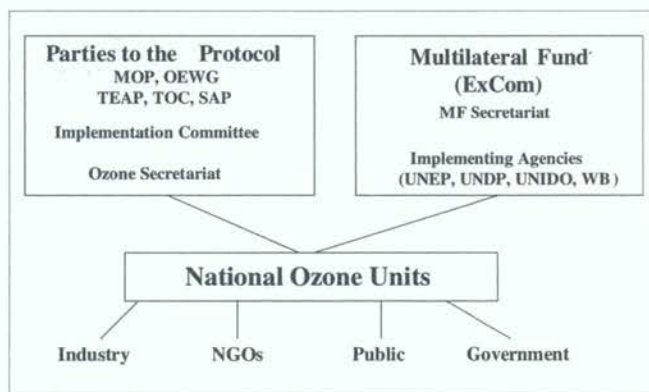 Parties to the Protocol
MOP, OEWG
TEAP, TOC, SAP
Implementation Committee
Ozone Secretariat
Multilateral Fund
(ExCom)
MF Secretariat
Implementing Agencies
(UNEP, UNDP, UNIDO, WB )
National Ozone Units
Industry
NGOs
Public
Government